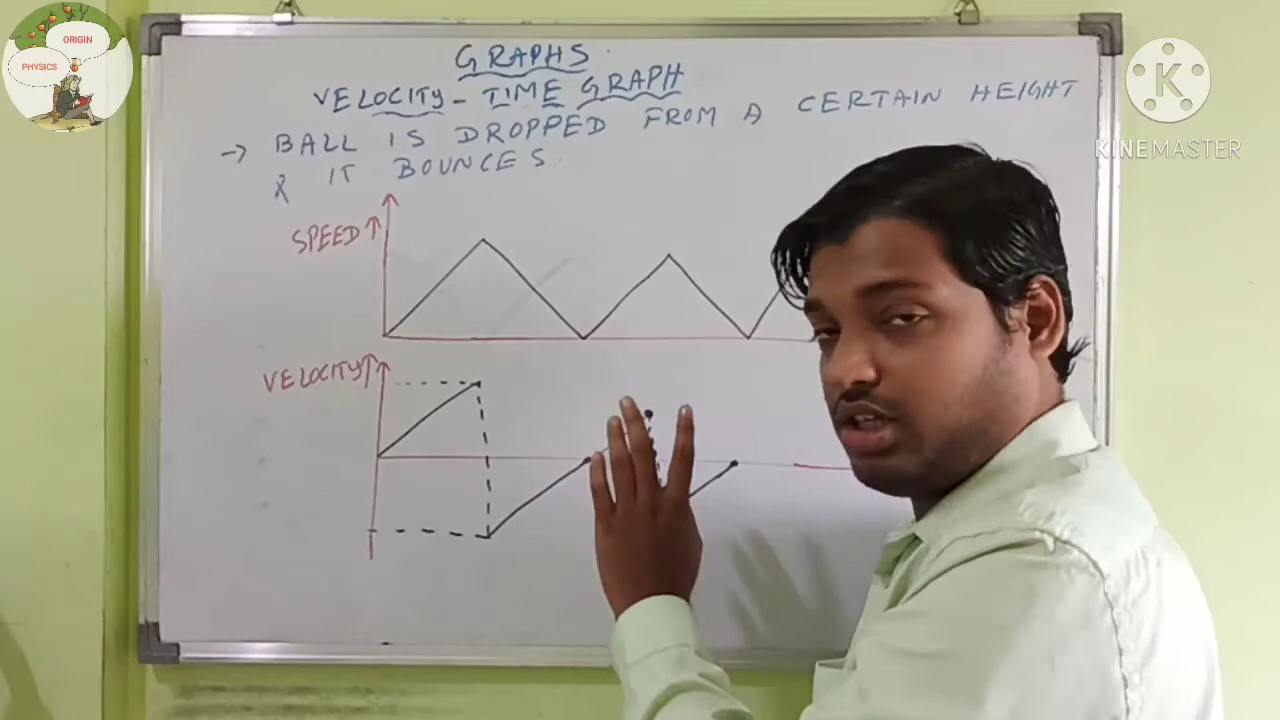 ORIGIN
PHYSICS
K
KINEMASTER
GRAPHS
VELOCITY - TIME GRAPH
→ BALL IS DROPPED FROM A CERTAIN HEIGHT
& IT BOUNCES.
SPEED ↑
VELOCITY ↑